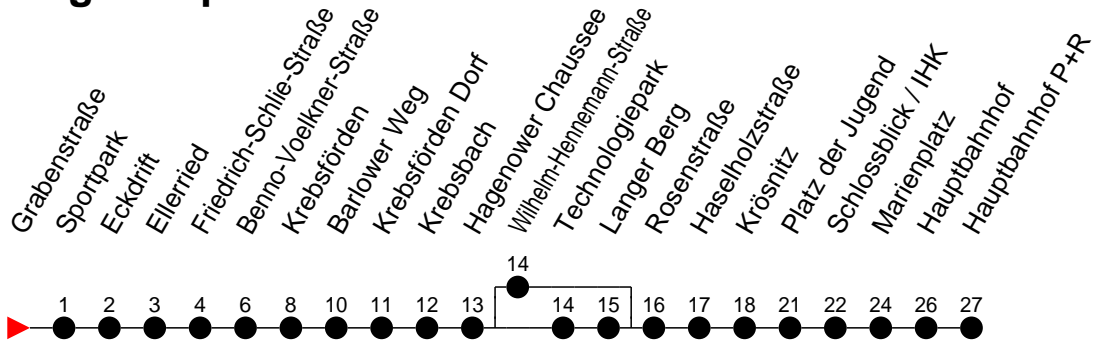 Grabenstraße
Sportpark
Eckdrift
Ellerried
Friedrich-Schlie-Straße
Benno-Voelkner-Straße
Krebsförden
Barlower Weg
Krebsförden Dorf
Krebsbach
Hagenower Chaussee
Wilhelm-Hennemann-Straße
Technologiepark
Langer Berg
Rosenstraße
Haselholzstraße
Krösnitz
Platz der Jugend
Schlossblick / IHK
Marienplatz
Hauptbahnhof
Hauptbahnhof P+R
14
1 2 3 4 6 8 10 11 12 13 14 15 16 17 18 21 22 24 26 27